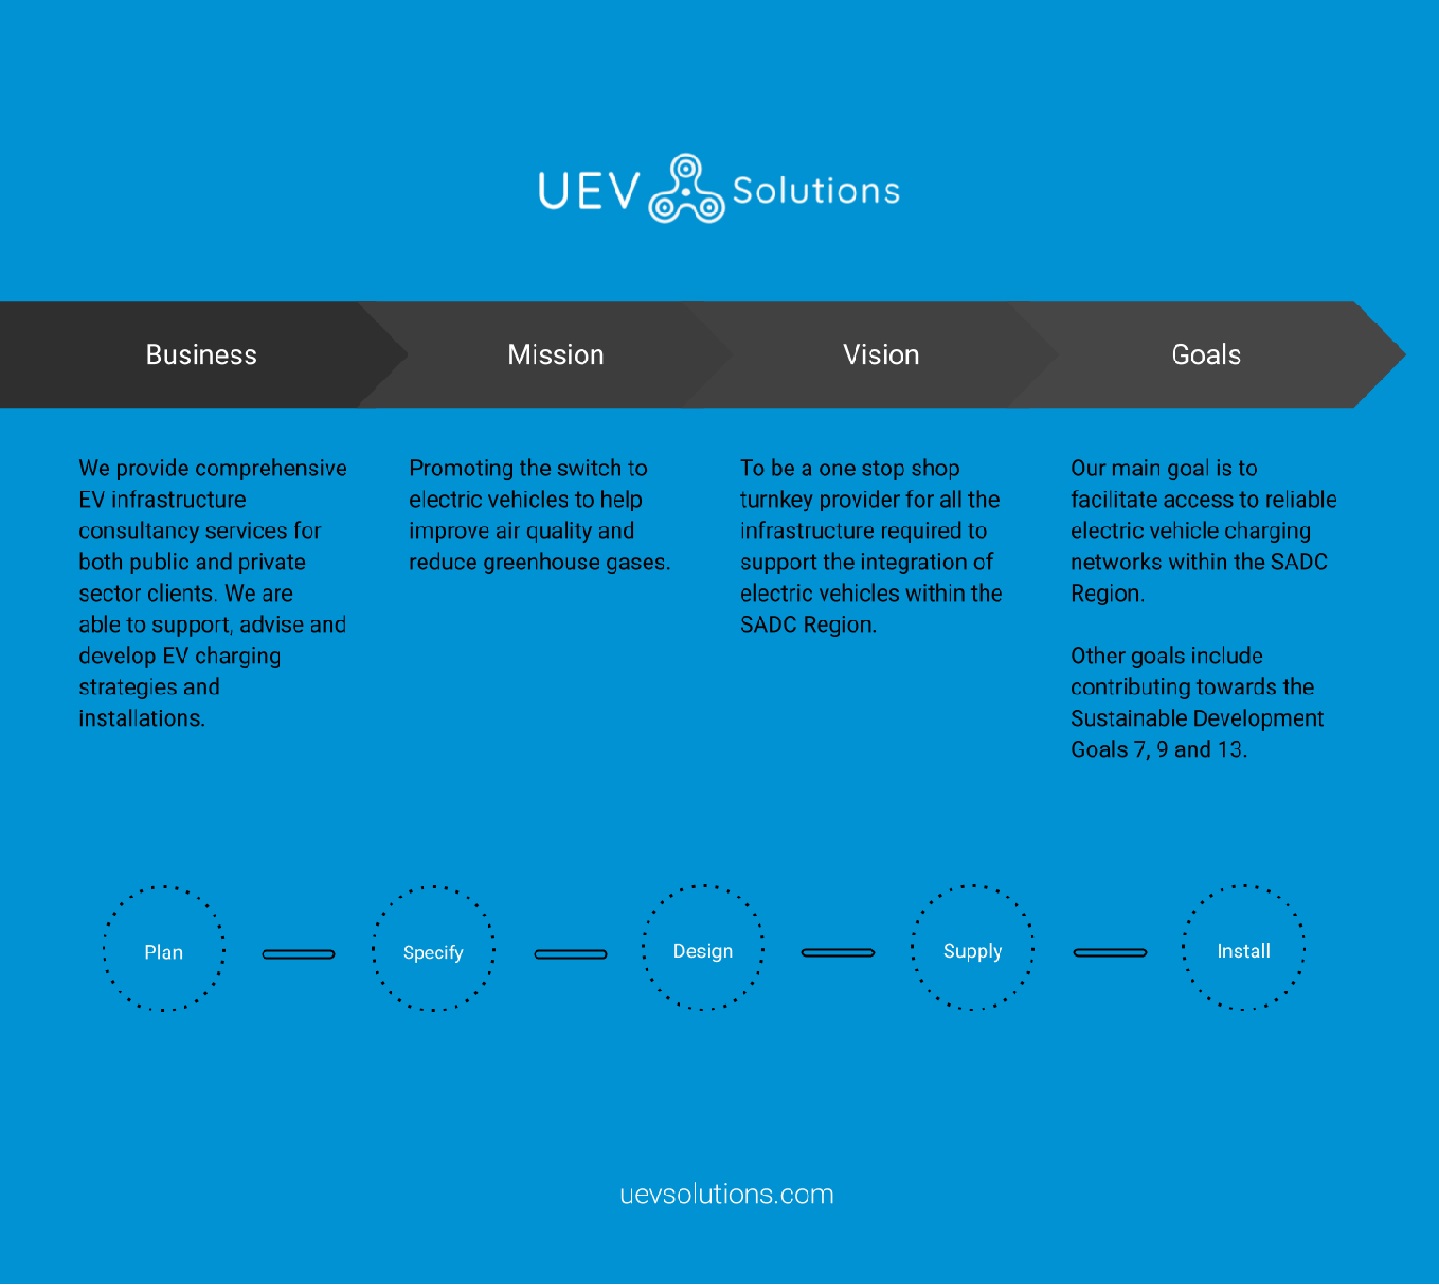 UEV Solutions
Business
Mission
Vision
Goals
We provide comprehensive
EV infrastructure
consultancy services for
both public and private
sector clients. We are
able to support, advise and
develop EV charging
strategies and
installations.
Promoting the switch to
electric vehicles to help
improve air quality and
reduce greenhouse gases.
To be a one stop shop
turnkey provider for all the
infrastructure required to
support the integration of
electric vehicles within the
SADC Region.
Our main goal is to
facilitate access to reliable
electric vehicle charging
networks within the SADC
Region.
Other goals include
contributing towards the
Sustainable Development
Goals 7, 9 and 13.
Plan
Specify
Design
Supply
Install
uevsolutions.com